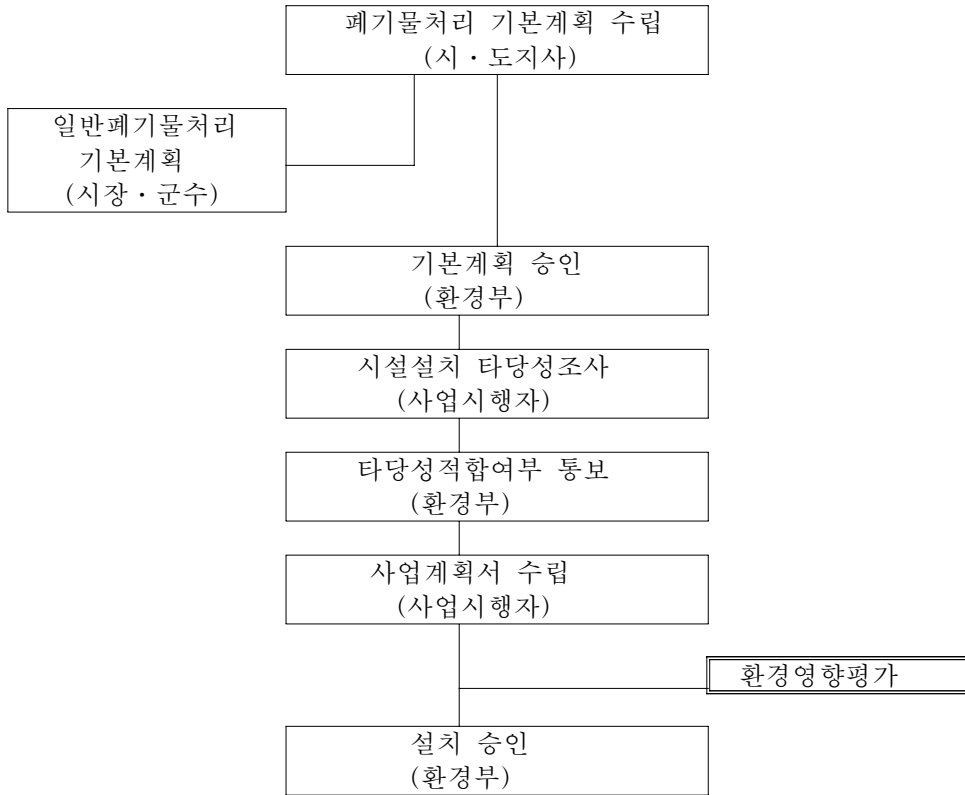 폐기물처리 기본계획 수립
(시・도지사)
일반폐기물처리
기본계획
(시장・군수)
기본계획 승인
(환경부)
시설설치 타당성조사
(사업시행자)
타당성적합여부 통보
(환경부)
사업계획서 수립
(사업시행자)
환경영향평가
설치 승인
(환경부)